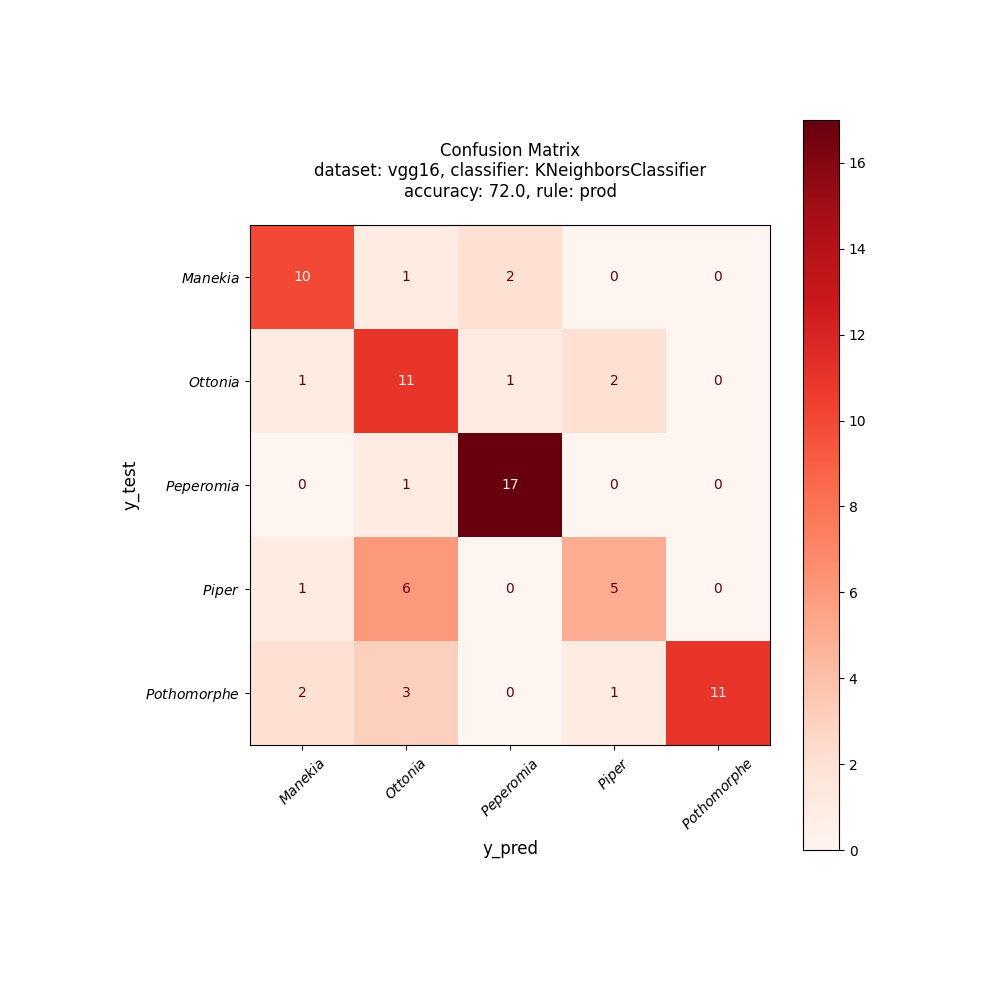 Confusion Matrix
dataset: vgg16, classifier: KNeighborsClassifier
accuracy: 72.0, rule: prod
y_test
Manekia 10 1 2 0 0
Ottonia 1 11 1 2 0
Peperomia 0 1 17 0 0
Piper 1 6 0 5 0
Pothomorphe 2 3 0 1 11
Manekia Ottonia Peperomia Piper Pothomorphe
y_pred
16
14
12
10
8
6
4
2
0